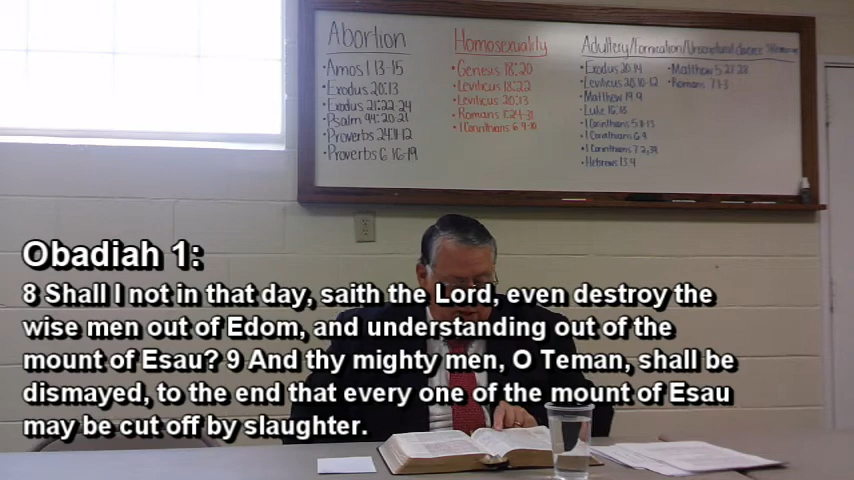 Abortion
•Amos 1 13-15
•Exodus 20:13
•Exodus 21:22-24
•Psalm 94:20-21
•Proverbs 24:11-12
•Proverbs 6 16-19
Homosexuality
•Genesis 18:20
•Leviticus 18:22
•Leviticus 20:13
•Romans 1:24-31
•1 Corinthians 6 9-10
Adultery/Fornication/Unscriptural divorce
•Exodus 20:14
•Leviticus 20:10-12
•Matthew 19:9
•Luke 16:18
•1 Corinthians 5:11-13
•1 Corinthians 6:9
•1 Corinthians 7:2,39
•Hebrews 13:4
•Matthew 5:27-28
•Romans 7:1-3
Obadiah 1:
8 Shall I not in that day, saith the Lord, even destroy the
wise men out of Edom, and understanding out of the
mount of Esau? 9 And thy mighty men, O Teman, shall be
dismayed, to the end that every one of the mount of Esau
may be cut off by slaughter.